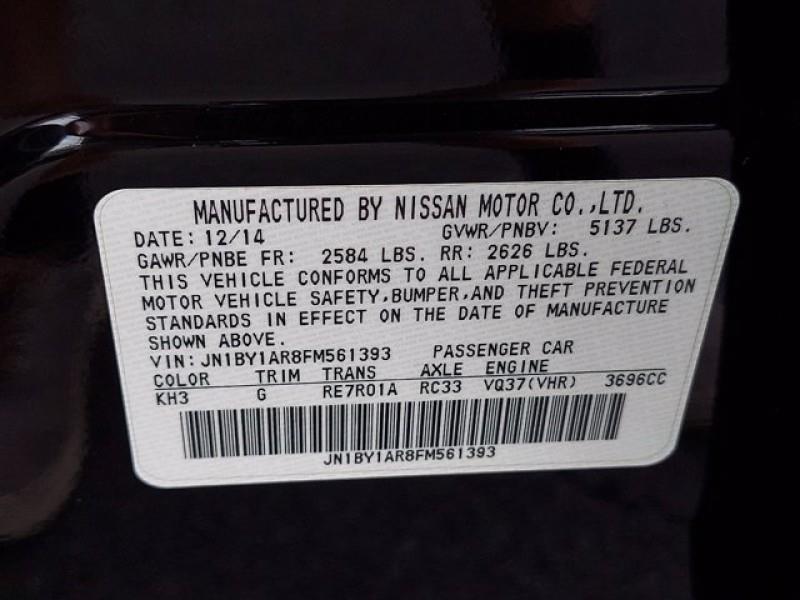 MANUFACTURED BY NISSAN MOTOR CO.,LTD.
DATE: 12/14 GVWR/PNBV: 5137 LBS.
GAWR/PNBE FR: 2584 LBS. RR: 2626 LBS.
THIS VEHICLE CONFORMS TO ALL APPLICABLE FEDERAL
MOTOR VEHICLE SAFETY,BUMPER,AND THEFT PREVENTION
STANDARDS IN EFFECT ON THE DATE OF MANUFACTURE
SHOWN ABOVE.
VIN: JN1BY1AR8FM561393 PASSENGER CAR
COLOR TRIM TRANS AXLE ENGINE
KH3 G RE7R01A RC33 VQ37(VHR) 3696CC
JN1BY1AR8FM561393